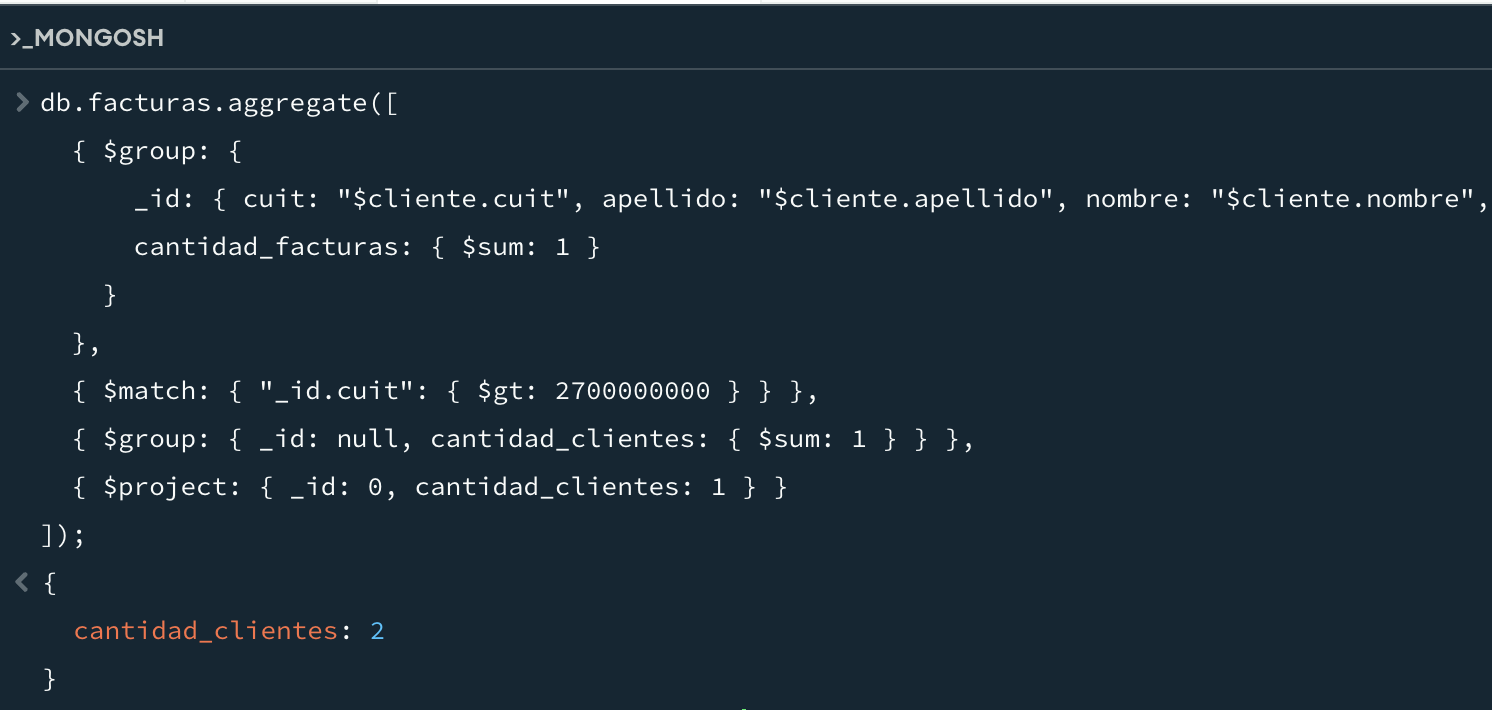 >_MONGOSH
> db.facturas.aggregate([
{ $group: {
_id: { cuit: "$cliente.cuit", apellido: "$cliente.apellido", nombre: "$cliente.nombre",
cantidad_facturas: { $sum: 1 }
}
},
{ $match: { "_id.cuit": { $gt: 2700000000 } } },
{ $group: { _id: null, cantidad_clientes: { $sum: 1 } } },
{ $project: { _id: 0, cantidad_clientes: 1 } }
]);
< {
cantidad_clientes: 2
}